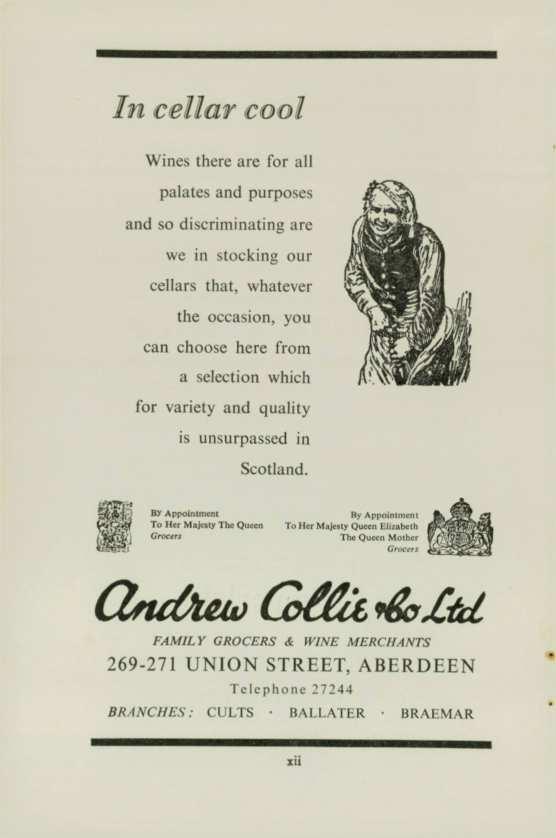 In cellar cool
Wines there are for all
palates and purposes
and so discriminating are
we in stocking our
cellars that, whatever
the occasion, you
can choose here from
a selection which
for variety and quality
is unsurpassed in
Scotland.
By Appointment
To Her Majesty The Queen
Grocers
By Appointment
To Her Majesty Queen Elizabeth
The Queen Mother
Grocers
Andrew Collie & Co Ltd
FAMILY GROCERS & WINE MERCHANTS
269-271 UNION STREET, ABERDEEN
Telephone 27244
BRANCHES: CULTS · BALLATER · BRAEMAR
xii